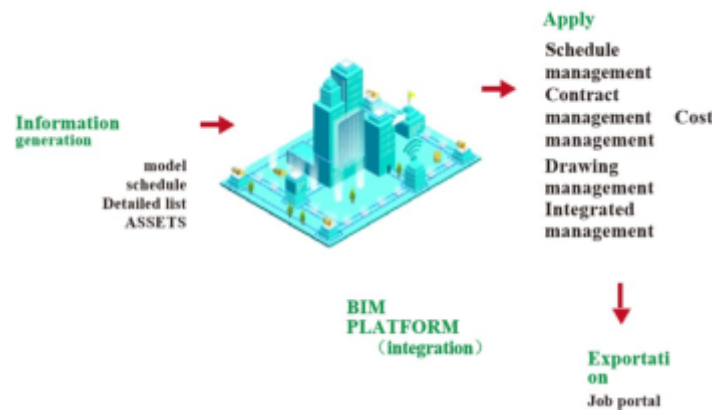 Information
generation
model
schedule
Detailed list
ASSETS
BIM
PLATFORM
（integration）
Apply
Schedule
management
Contract
management Cost
management
Drawing
management
Integrated
management
Exportati
on
Job portal